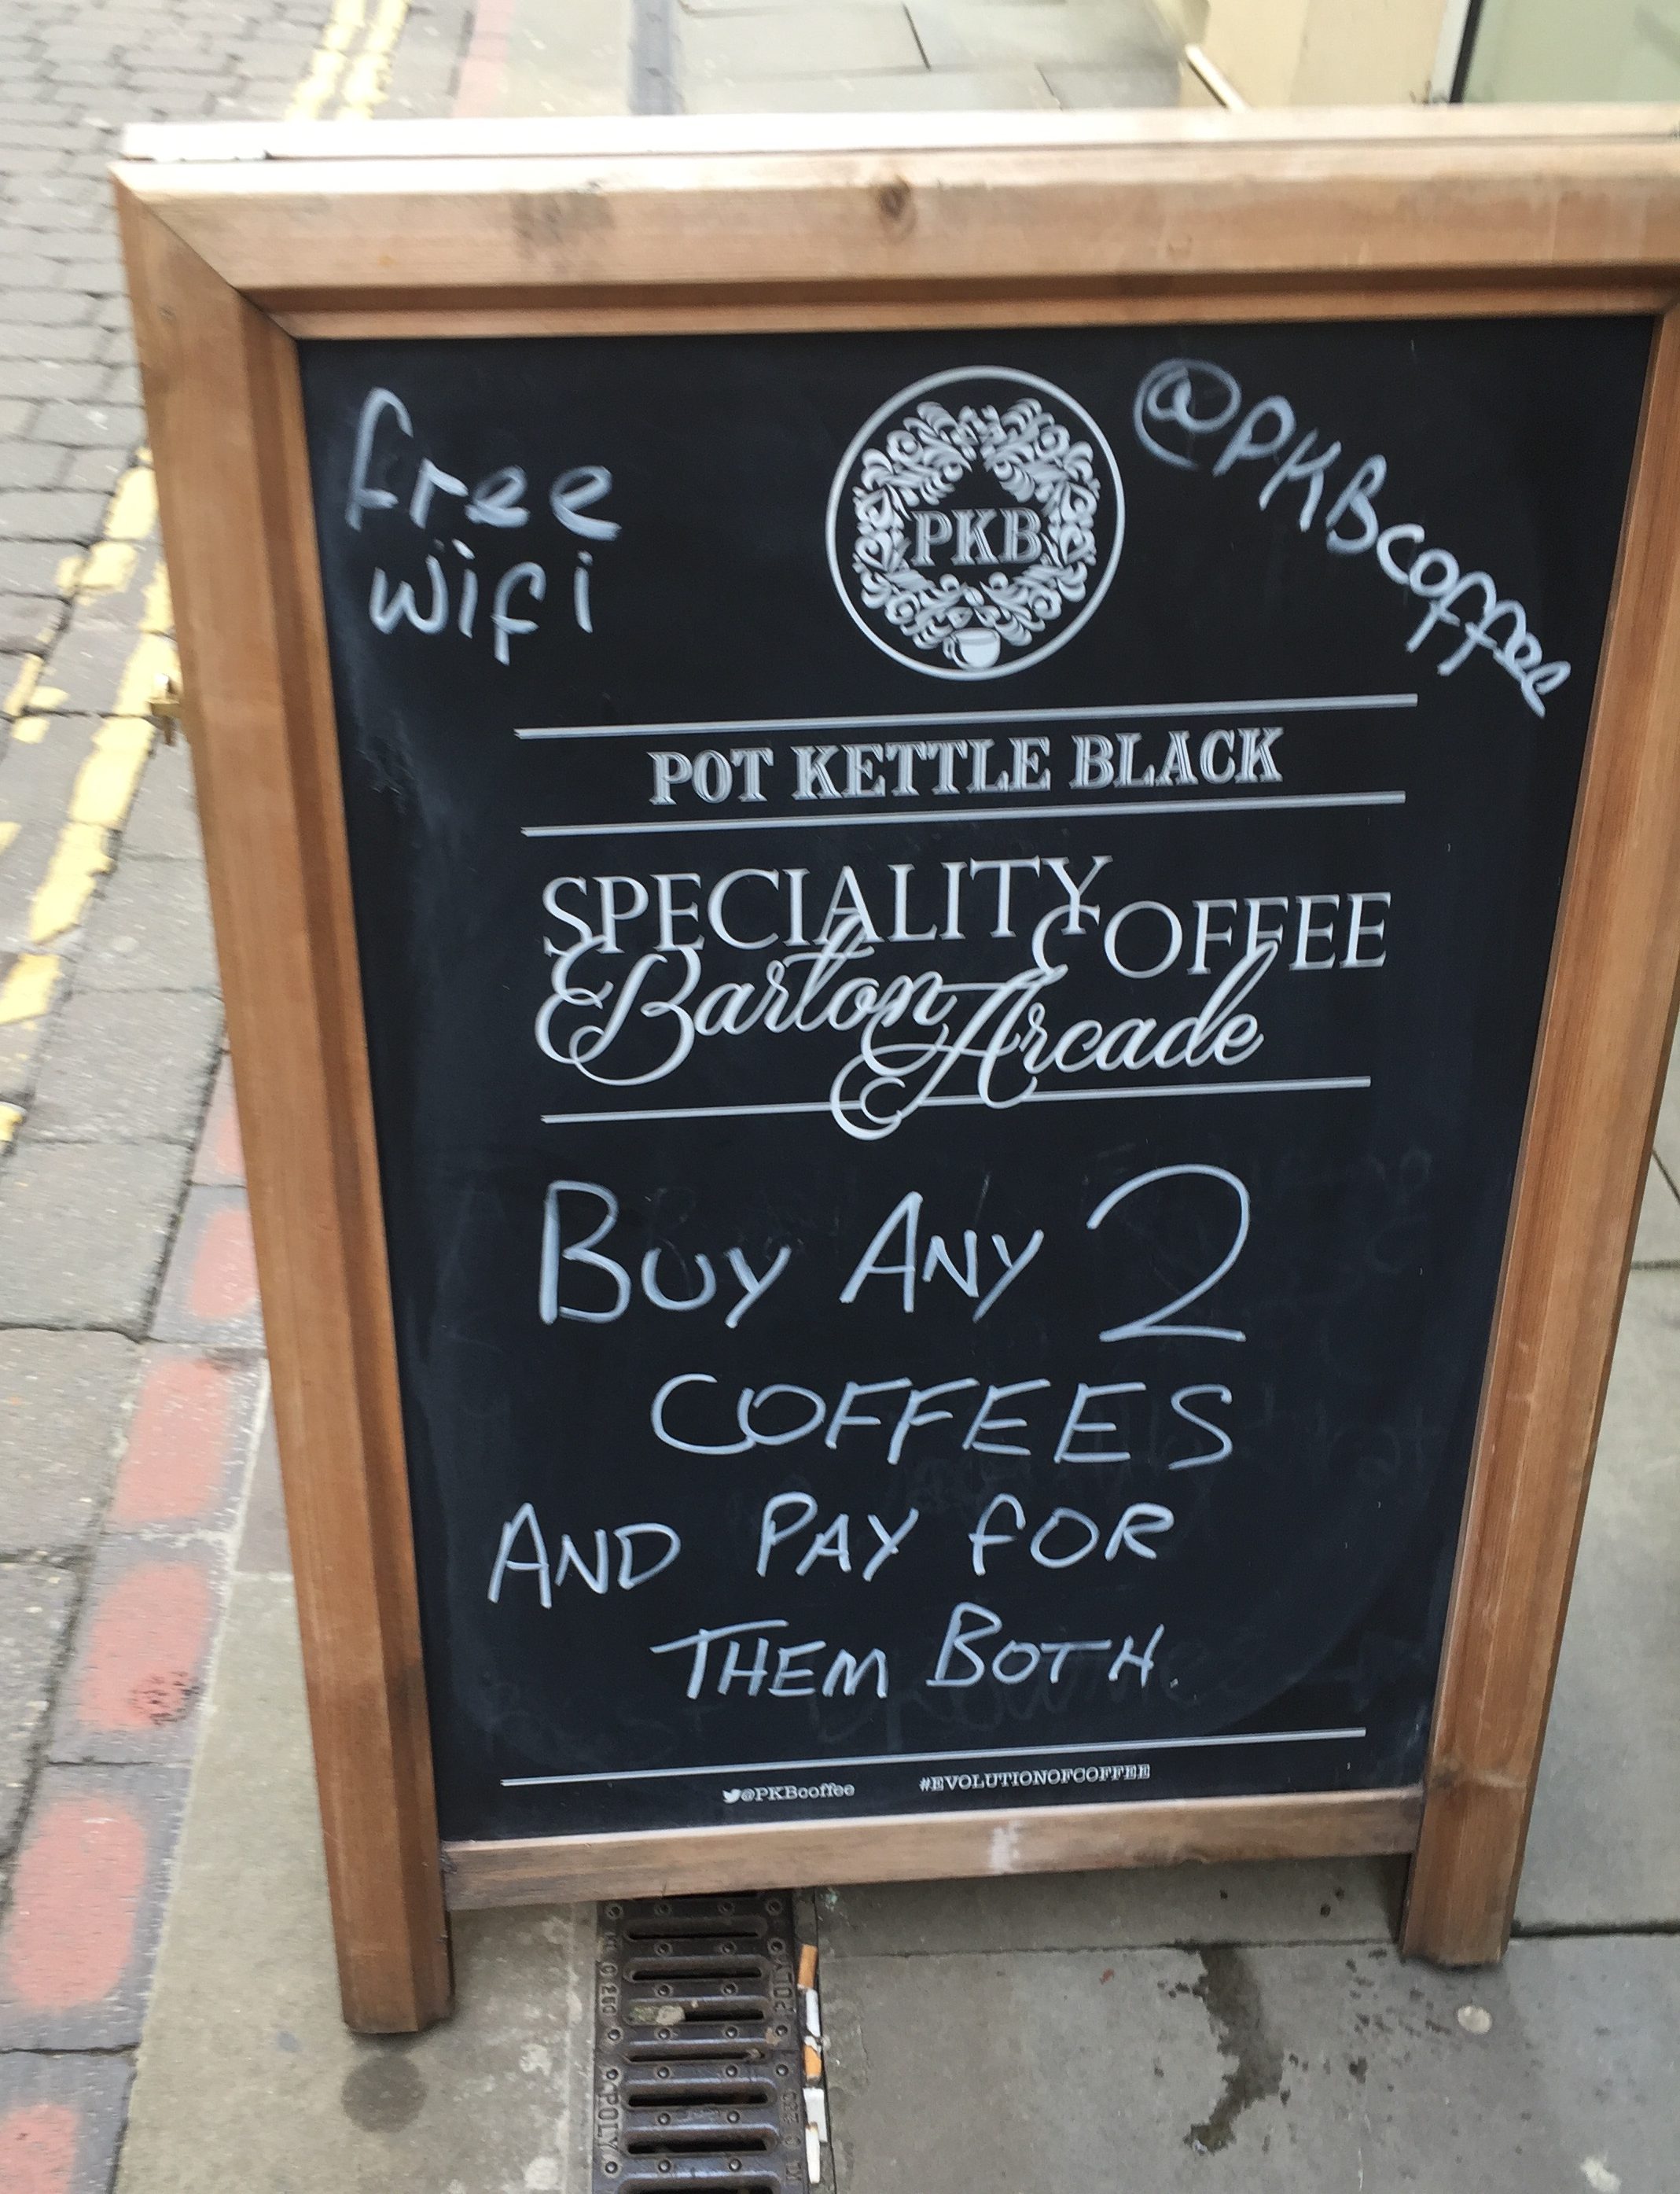 free
wifi
PKB
@PKBcoffee
POT KETTLE BLACK
SPECIALITY COFFEE
Barton Arcade
BUY ANY 2
COFFEES
AND PAY FOR
THEM BOTH.
@PKBcoffee #EVOLUTIONOFCOFFEE
POLY